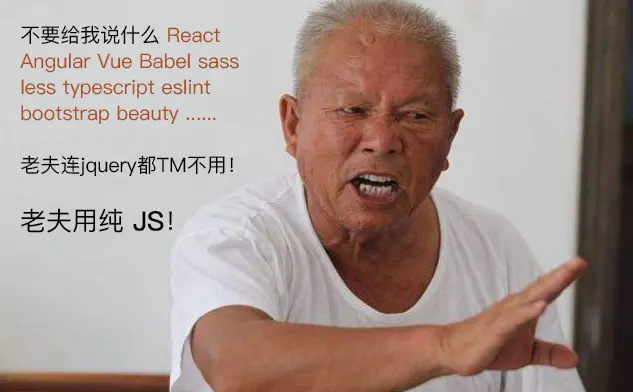 不要给我说什么 React
Angular Vue Babel sass
less typescript eslint
bootstrap beauty ......
老夫连jquery都TM不用!
老夫用纯 JS!